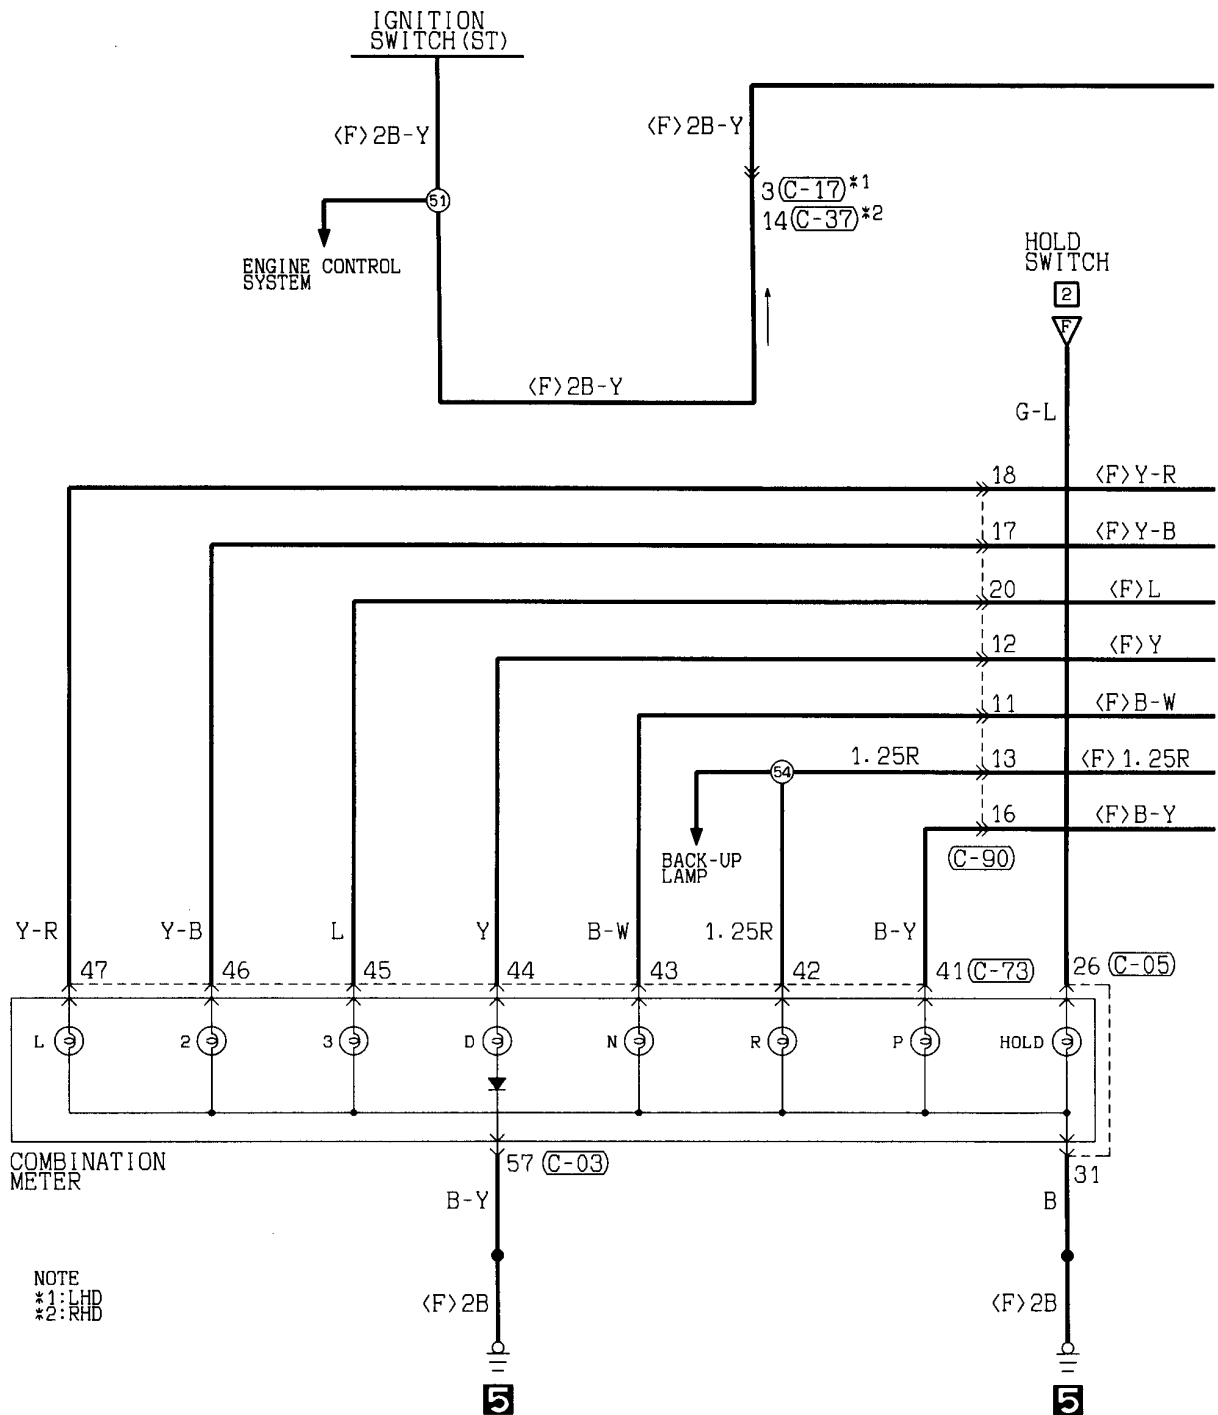 IGNITION
SWITCH(ST)
<F>2B-Y
<F>2B-Y
3 C-17 *1
14 C-37 *2
51
ENGINE CONTROL
SYSTEM
HOLD
SWITCH
2
F
<F>2B-Y
G-L
18 <F>Y-R
17 <F>Y-B
20 <F>L
12 <F>Y
11 <F>B-W
54 1.25R 13 <F>1.25R
16 <F>B-Y
BACK-UP
LAMP
C-90
Y-R Y-B L Y B-W 1.25R B-Y
47 46 45 44 43 42 41 C-73 26 C-05
L 2 3 D N R P HOLD
COMBINATION
METER
57 C-03
31
B-Y
B
NOTE
*1:LHD
*2:RHD
<F>2B
<F>2B
5
5